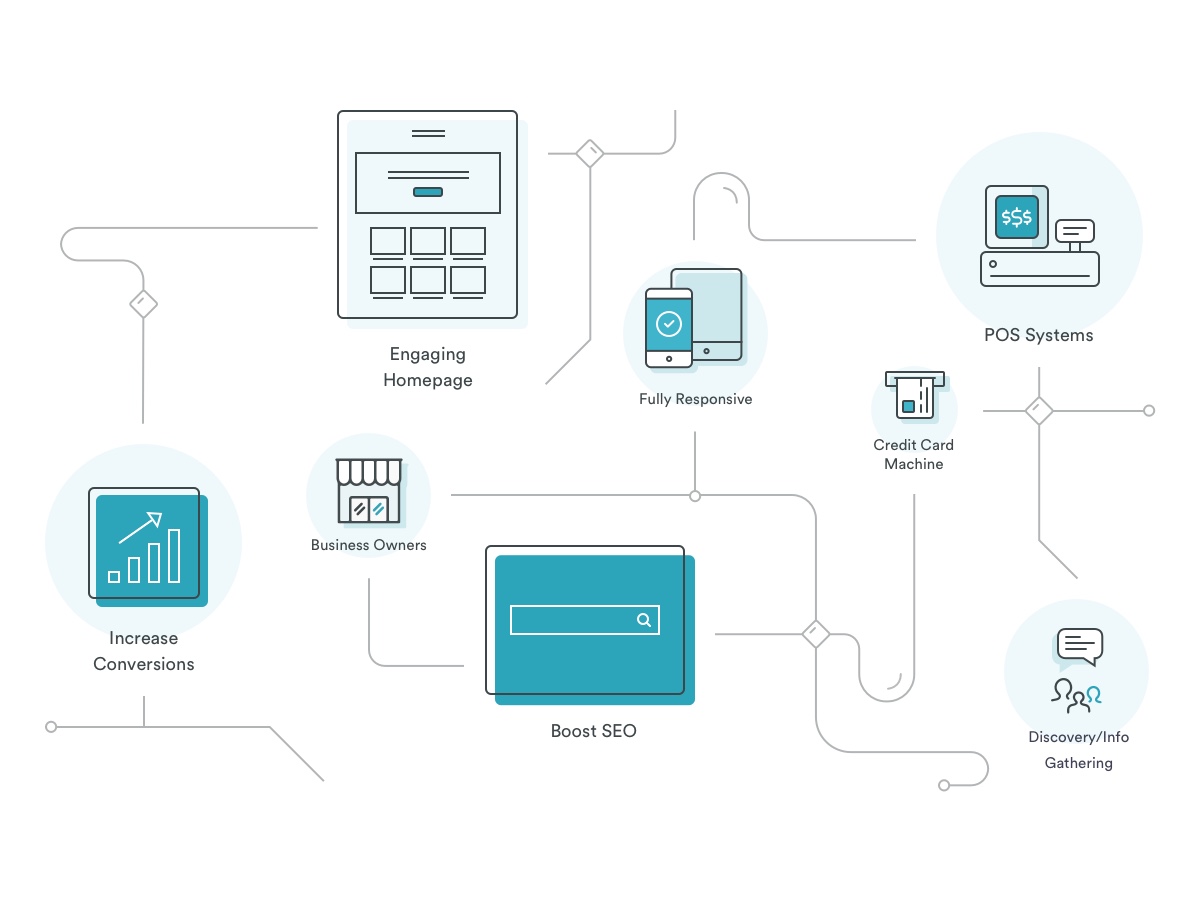 $$$
POS Systems
Engaging
Homepage
Fully Responsive
Credit Card
Machine
Business Owners
Increase
Conversions
Boost SEO
Discovery/Info
Gathering